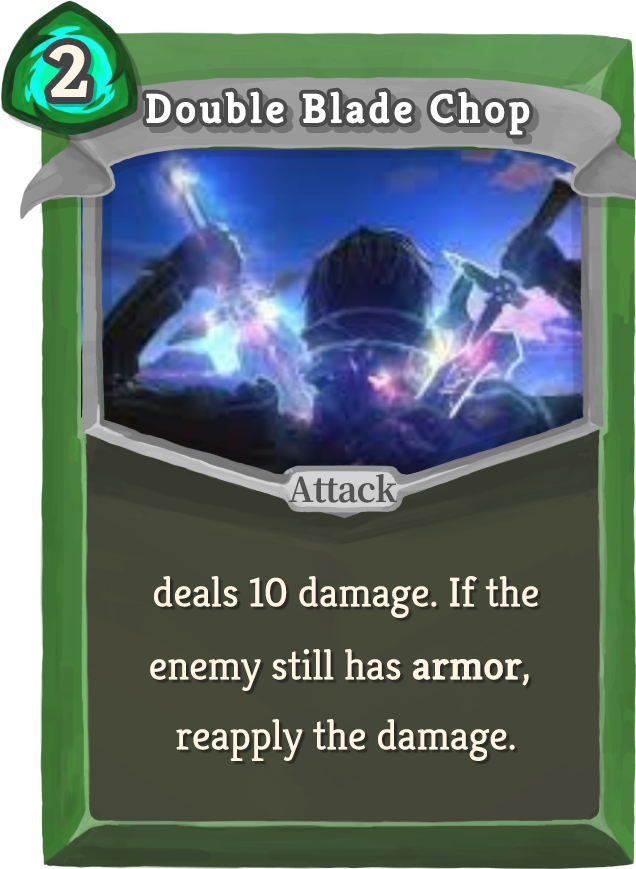 2
Double Blade Chop
Attack
deals 10 damage. If the
enemy still has armor,
reapply the damage.